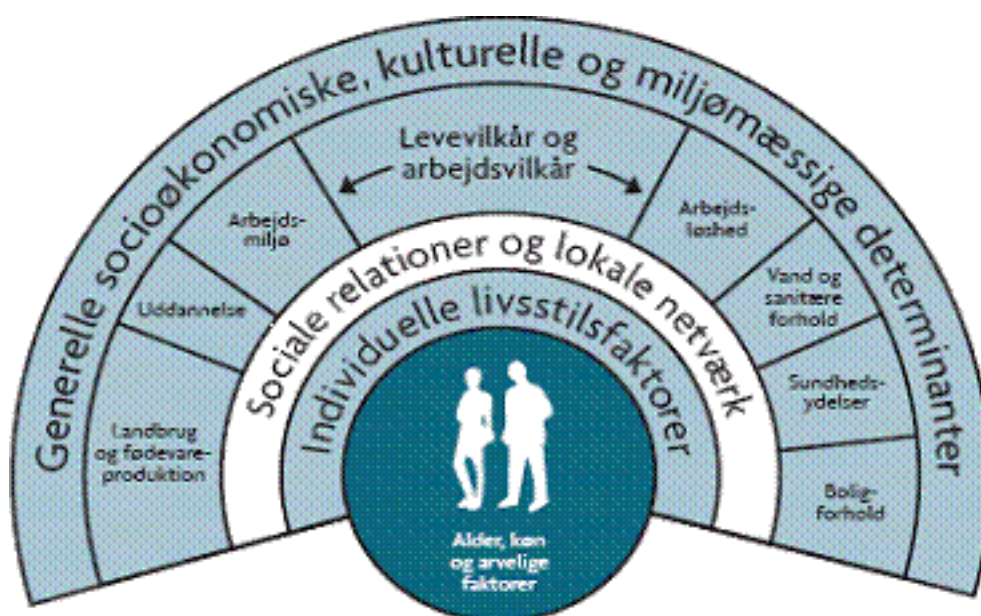 Generelle socioøkonomiske, kulturelle og miljømæssige determinanter
Levevilkår og
arbejdsvilkår
Landbrug
og fødevare-
produktion
Uddannelse
Arbejds-
miljø
Arbejds-
løshed
Vand og
sanitære
forhold
Sundheds-
ydelser
Bolig-
forhold
Sociale relationer og lokale netværk
Individuelle livsstilsfaktorer
Alder, køn
og arvelige
faktorer